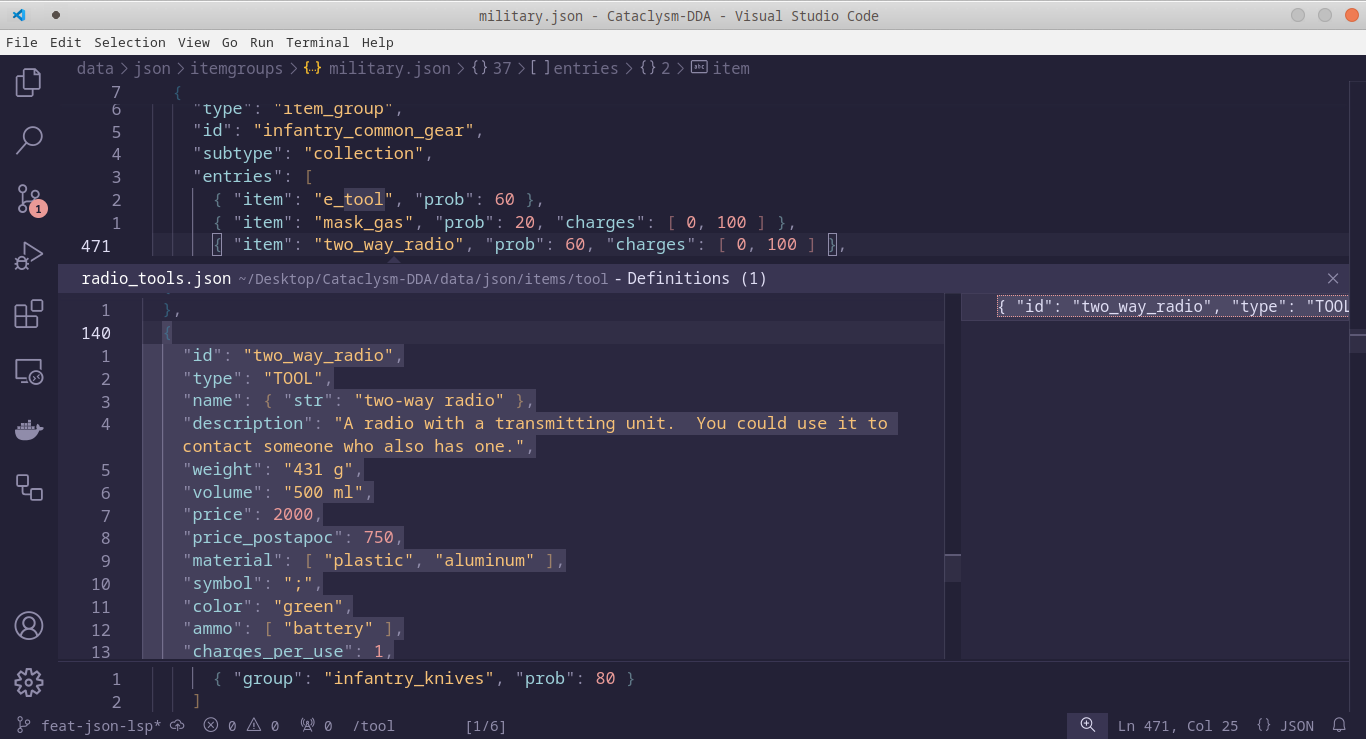 military.json - Cataclysm-DDA - Visual Studio Code
File Edit Selection View Go Run Terminal Help
data > json > itemgroups > {..} military.json > {} 37 > [ ] entries > {} 2 > abc item
7 {
6 "type": "item_group",
5 "id": "infantry_common_gear",
4 "subtype": "collection",
3 "entries": [
2 { "item": "e_tool", "prob": 60 },
1 { "item": "mask_gas", "prob": 20, "charges": [ 0, 100 ] },
471 { "item": "two_way_radio", "prob": 60, "charges": [ 0, 100 ] },
radio_tools.json ~/Desktop/Cataclysm-DDA/data/json/items/tool - Definitions (1)
1 },
{ "id": "two_way_radio", "type": "TOOL
140 {
1 "id": "two_way_radio",
2 "type": "TOOL",
3 "name": { "str": "two-way radio" },
4 "description": "A radio with a transmitting unit.  You could use it to
contact someone who also has one.",
5 "weight": "431 g",
6 "volume": "500 ml",
7 "price": 2000,
8 "price_postapoc": 750,
9 "material": [ "plastic", "aluminum" ],
10 "symbol": ";",
11 "color": "green",
12 "ammo": [ "battery" ],
13 "charges_per_use": 1,
1 { "group": "infantry_knives", "prob": 80 }
2 ]
1
feat-json-lsp* 0 0 0 /tool [1/6] Ln 471, Col 25 {} JSON